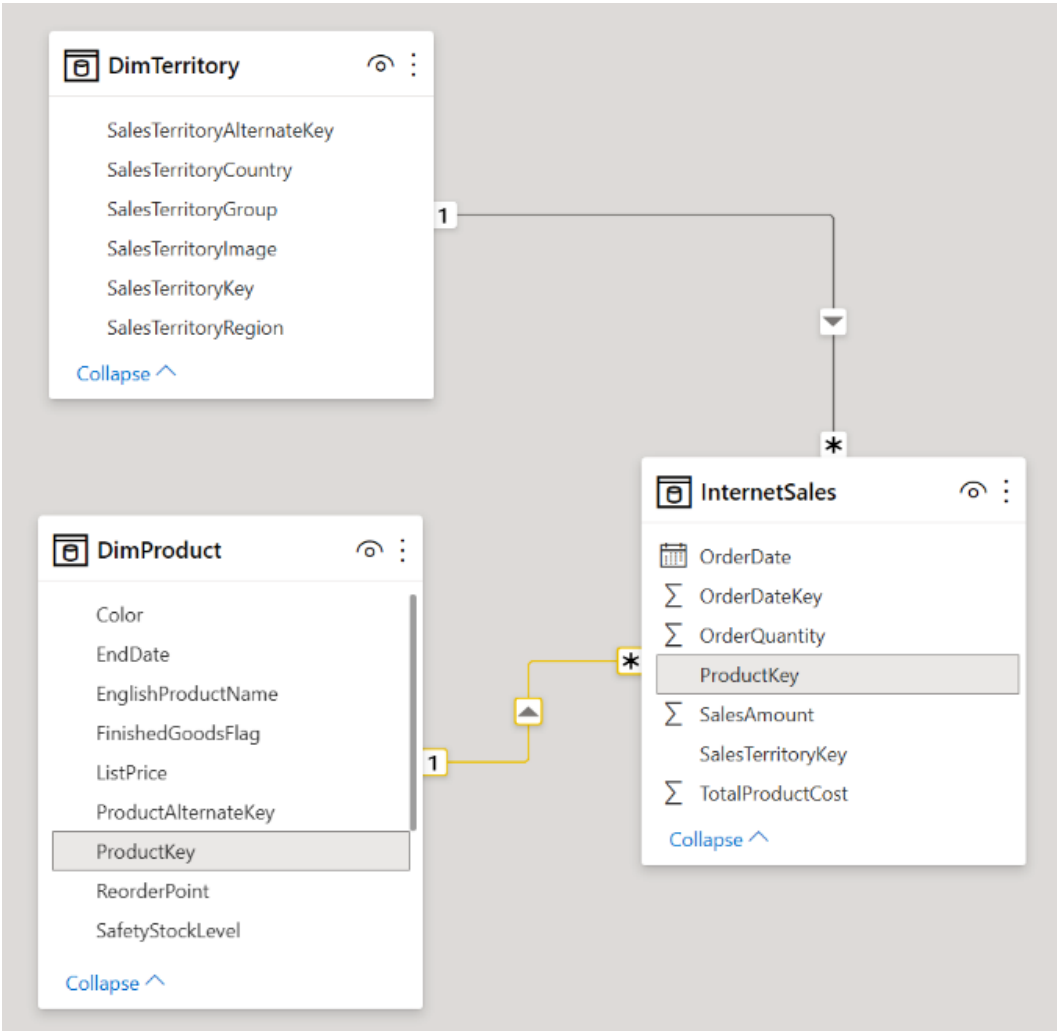 DimTerritory
SalesTerritoryAlternateKey
SalesTerritoryCountry
SalesTerritoryGroup
SalesTerritoryImage
SalesTerritoryKey
SalesTerritoryRegion
Collapse
1
*
InternetSales
OrderDate
OrderDateKey
OrderQuantity
ProductKey
SalesAmount
SalesTerritoryKey
TotalProductCost
Collapse
*
1
DimProduct
Color
EndDate
EnglishProductName
FinishedGoodsFlag
ListPrice
ProductAlternateKey
ProductKey
ReorderPoint
SafetyStockLevel
Collapse